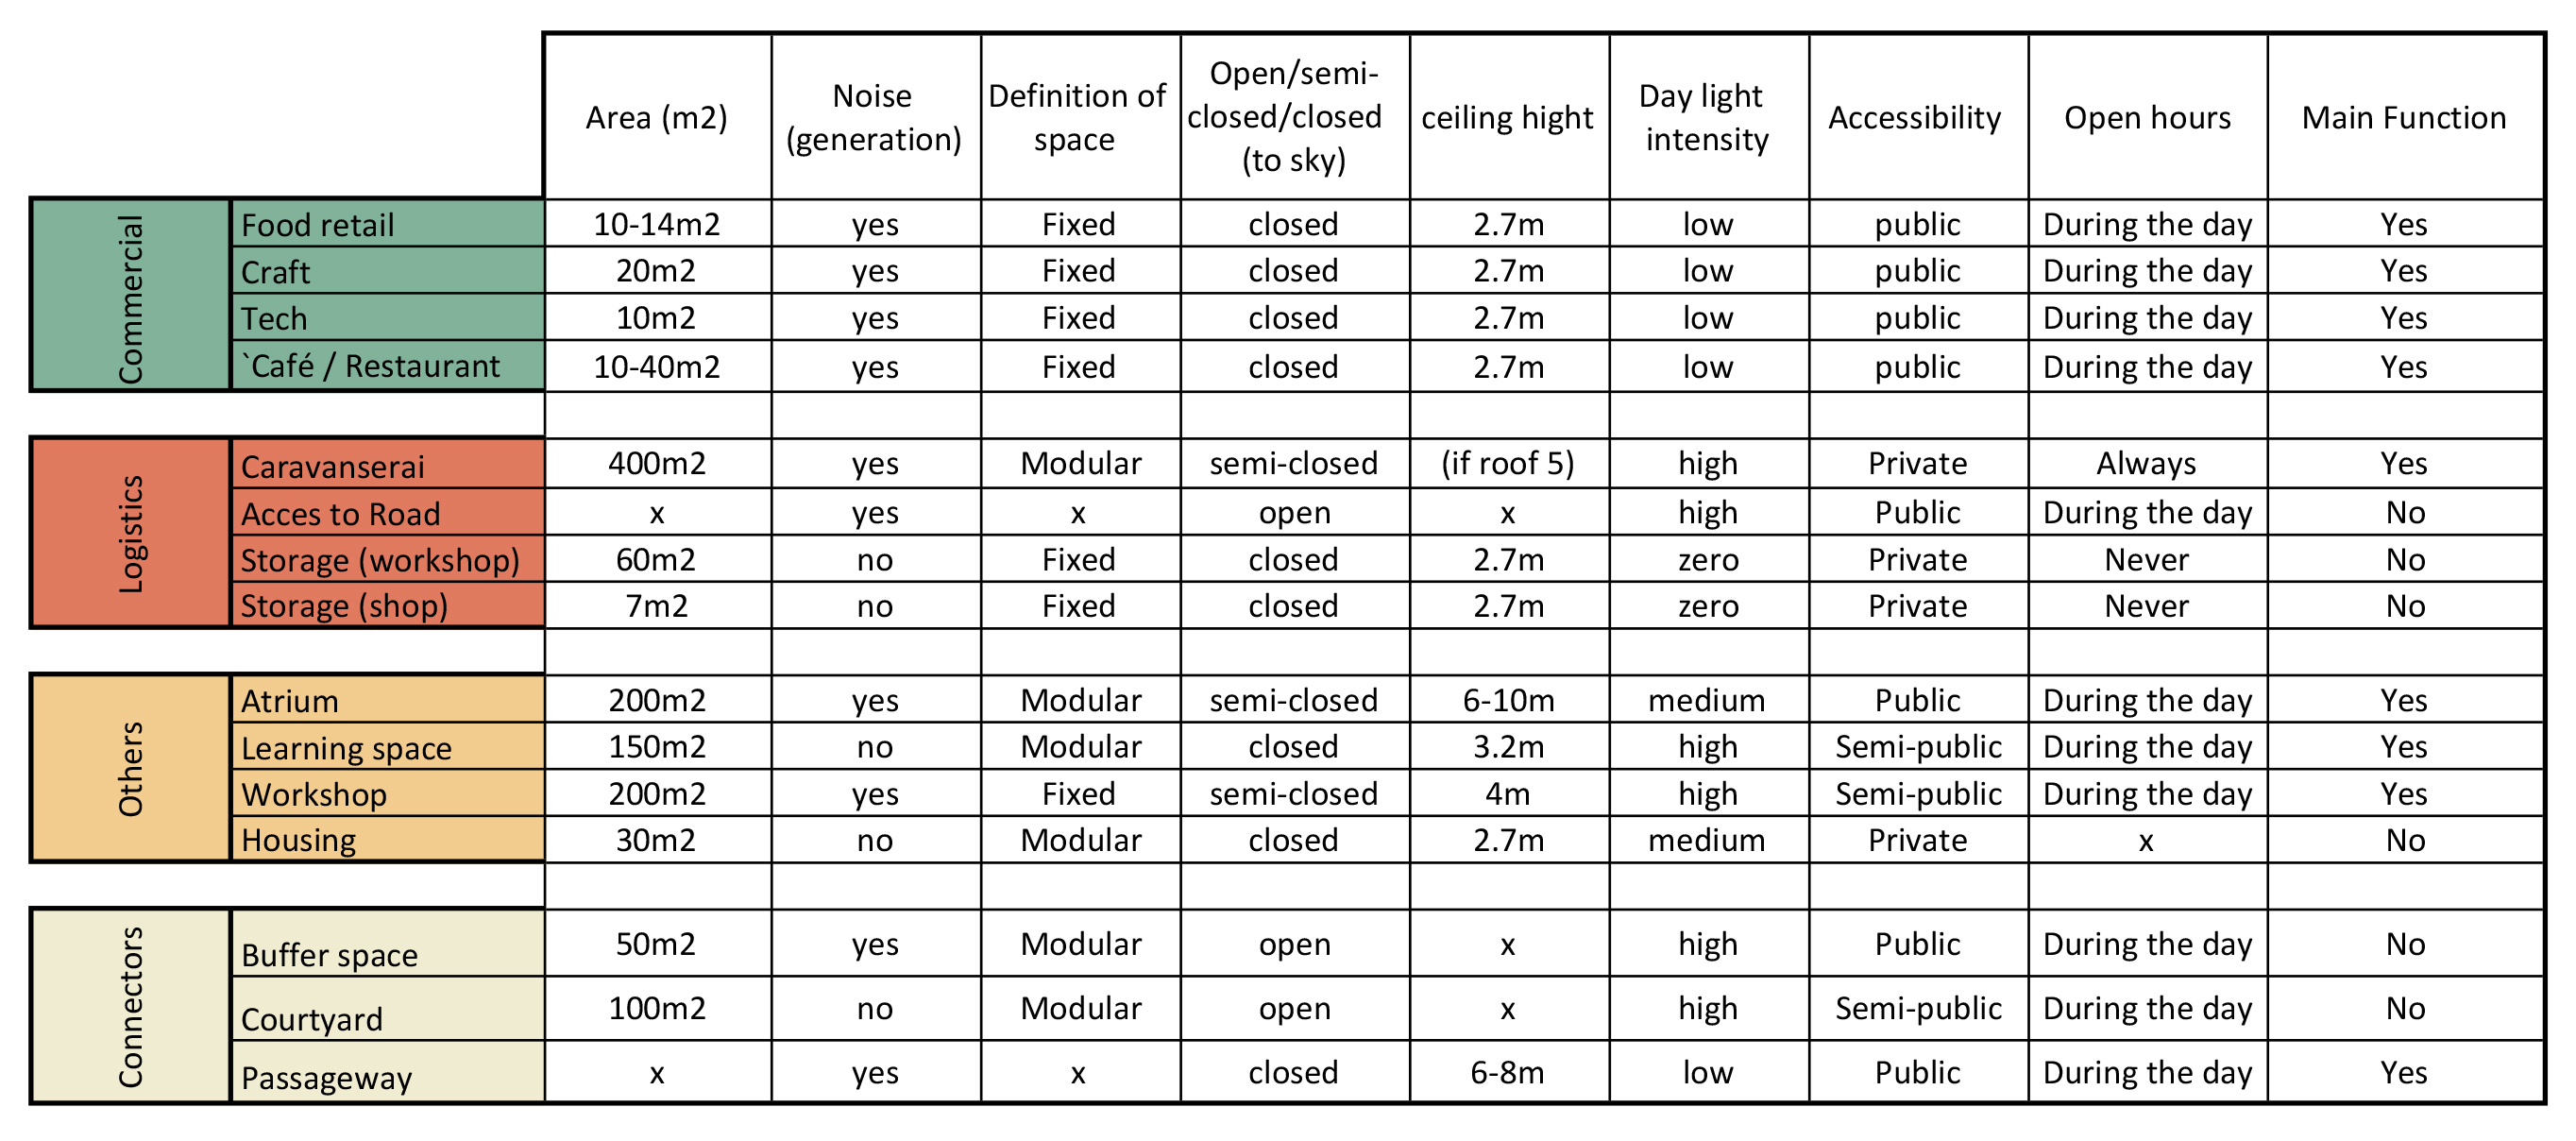 Area (m2) Noise (generation) Definition of space Open/semi-closed/closed (to sky) ceiling hight Day light intensity Accessibility Open hours Main Function
Commercial
Food retail 10-14m2 yes Fixed closed 2.7m low public During the day Yes
Craft 20m2 yes Fixed closed 2.7m low public During the day Yes
Tech 10m2 yes Fixed closed 2.7m low public During the day Yes
`Café / Restaurant 10-40m2 yes Fixed closed 2.7m low public During the day Yes
Logistics
Caravanserai 400m2 yes Modular semi-closed (if roof 5) high Private Always Yes
Acces to Road x yes x open x high Public During the day No
Storage (workshop) 60m2 no Fixed closed 2.7m zero Private Never No
Storage (shop) 7m2 no Fixed closed 2.7m zero Private Never No
Others
Atrium 200m2 yes Modular semi-closed 6-10m medium Public During the day Yes
Learning space 150m2 no Modular closed 3.2m high Semi-public During the day Yes
Workshop 200m2 yes Fixed semi-closed 4m high Semi-public During the day Yes
Housing 30m2 no Modular closed 2.7m medium Private x No
Connectors
Buffer space 50m2 yes Modular open x high Public During the day No
Courtyard 100m2 no Modular open x high Semi-public During the day No
Passageway x yes x closed 6-8m low Public During the day Yes